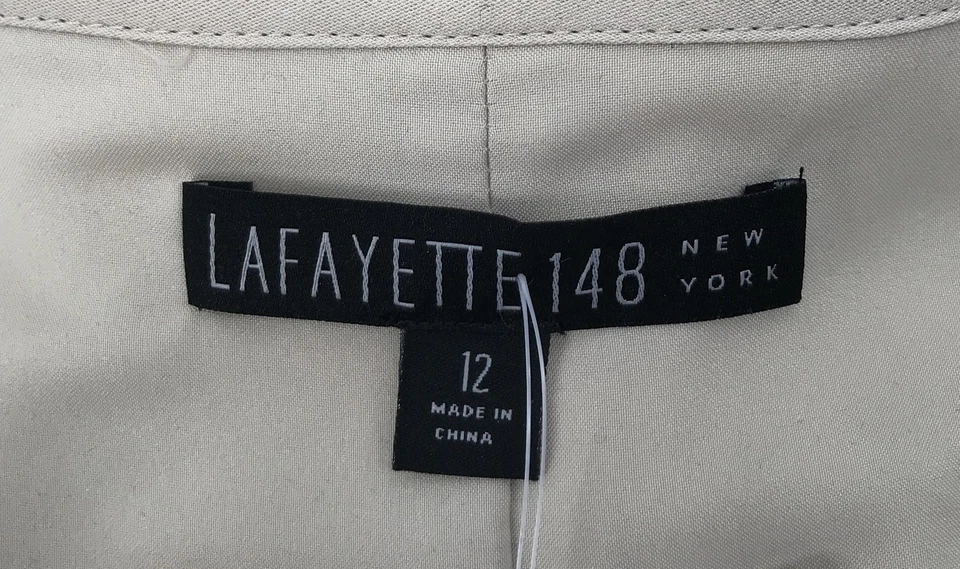 LAFAYETTE 148 NEW YORK
12
MADE IN
CHINA